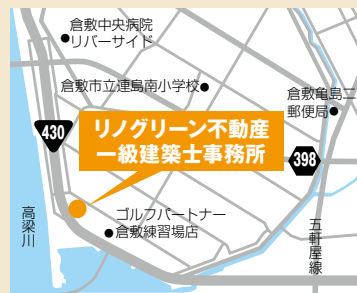 倉敷中央病院
リバーサイド
倉敷市立連島南小学校
倉敷亀島二
郵便局
430
リノグリーン不動産
一級建築士事務所
398
高梁川
ゴルフパートナー
倉敷練習場店
五軒屋線